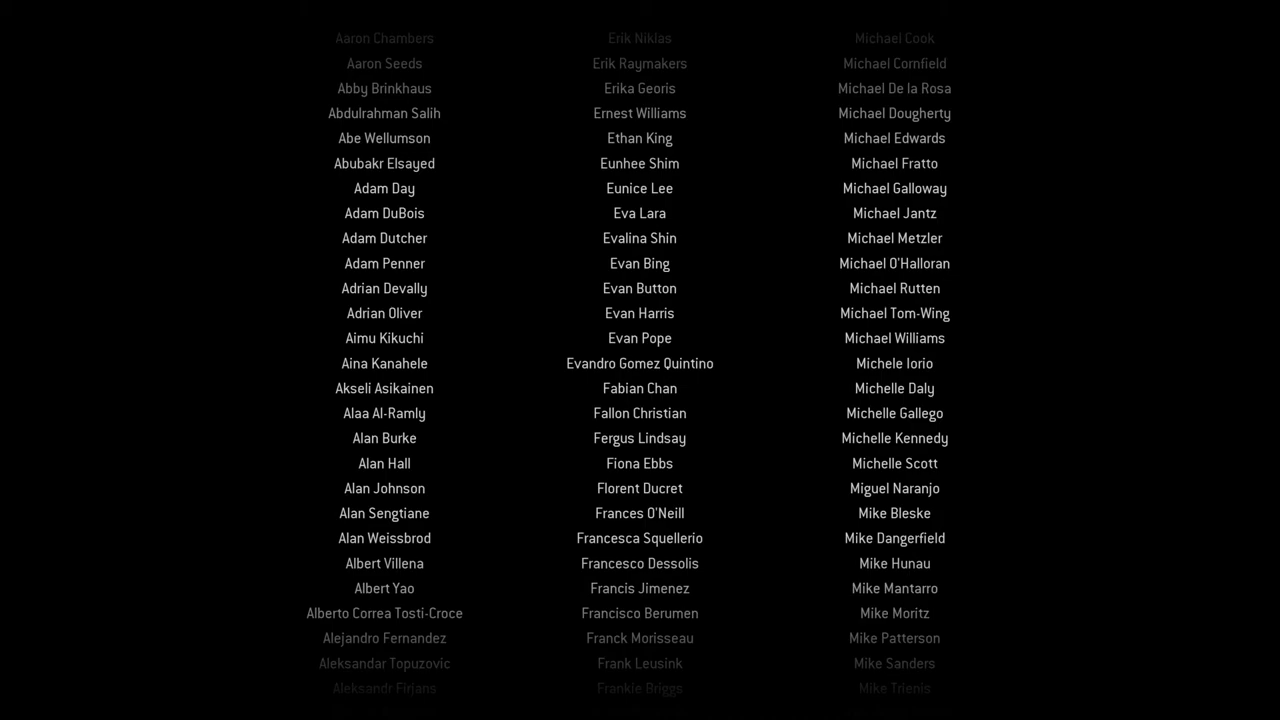 Aaron Chambers
Aaron Seeds
Abby Brinkhaus
Abdulrahman Salih
Abe Wellumson
Abubakr Elsayed
Adam Day
Adam DuBois
Adam Dutcher
Adam Penner
Adrian Devally
Adrian Oliver
Aimu Kikuchi
Aina Kanahele
Akseli Asikainen
Alaa Al-Ramly
Alan Burke
Alan Hall
Alan Johnson
Alan Sengtiane
Alan Weissbrod
Albert Villena
Albert Yao
Alberto Correa Tosti-Croce
Alejandro Fernandez
Aleksandar Topuzovic
Aleksandr Firjans
Erik Niklas
Erik Raymakers
Erika Georis
Ernest Williams
Ethan King
Eunhee Shim
Eunice Lee
Eva Lara
Evalina Shin
Evan Bing
Evan Button
Evan Harris
Evan Pope
Evandro Gomez Quintino
Fabian Chan
Fallon Christian
Fergus Lindsay
Fiona Ebbs
Florent Ducret
Frances O'Neill
Francesca Squellerio
Francesco Dessolis
Francis Jimenez
Francisco Berumen
Franck Morisseau
Frank Leusink
Frankie Briggs
Michael Cook
Michael Cornfield
Michael De la Rosa
Michael Dougherty
Michael Edwards
Michael Fratto
Michael Galloway
Michael Jantz
Michael Metzler
Michael O'Halloran
Michael Rutten
Michael Tom-Wing
Michael Williams
Michele Iorio
Michelle Daly
Michelle Gallego
Michelle Kennedy
Michelle Scott
Miguel Naranjo
Mike Bleske
Mike Dangerfield
Mike Hunau
Mike Mantarro
Mike Moritz
Mike Patterson
Mike Sanders
Mike Trienis